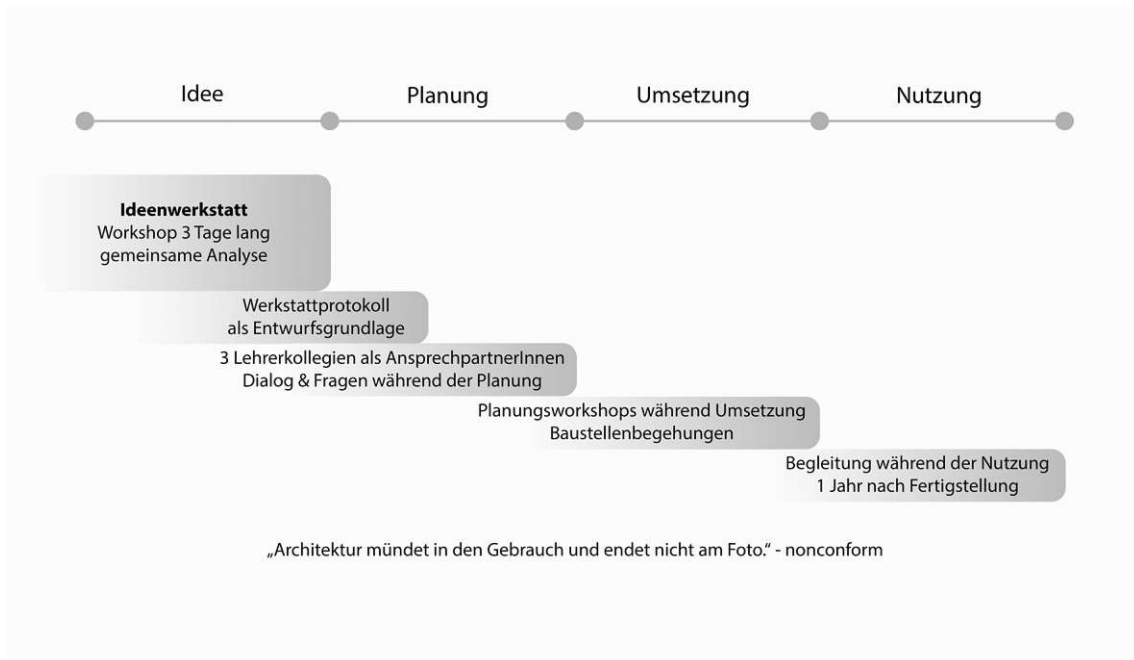 Idee
Planung
Umsetzung
Nutzung
Ideenwerkstatt
Workshop 3 Tage lang
gemeinsame Analyse
Werkstattprotokoll
als Entwurfsgrundlage
3 Lehrerkollegien als AnsprechpartnerInnen
Dialog & Fragen während der Planung
Planungsworkshops während Umsetzung
Baustellenbegehungen
Begleitung während der Nutzung
1 Jahr nach Fertigstellung
„Architektur mündet in den Gebrauch und endet nicht am Foto.“ - nonconform